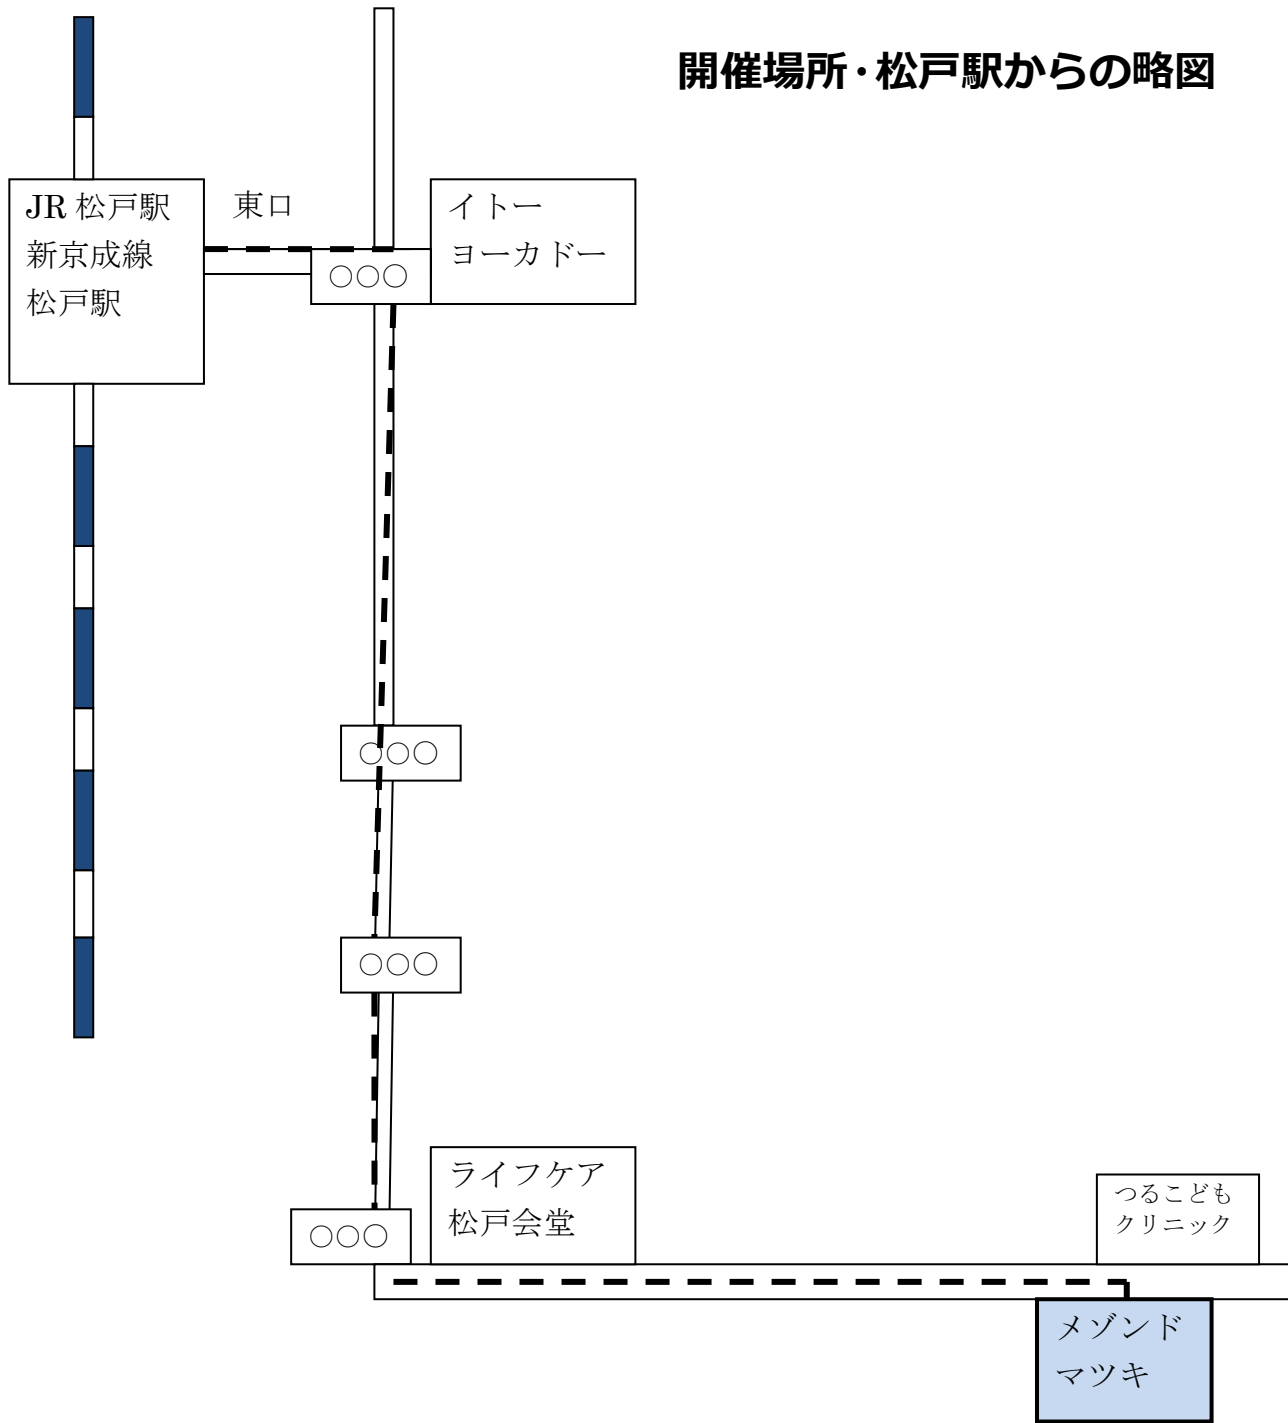 開催場所・松戸駅からの略図
JR 松戸駅
新京成線
松戸駅
東口
イトー
ヨーカドー
○○○
○○○
○○○
ライフケア
松戸会堂
○○○
つるこども
クリニック
メゾンド
マツキ